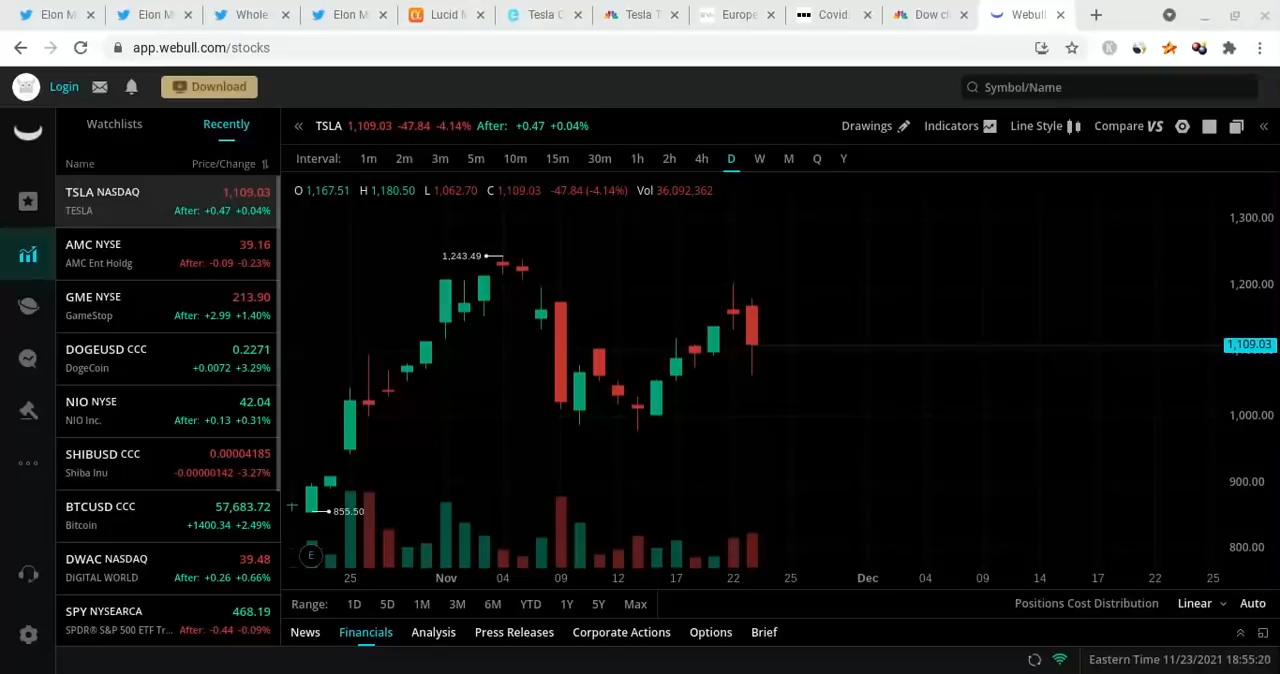 Elon M Elon M Whole Elon M Lucid M Tesla C Tesla T Europe Covid. Dow cl Webull
app.webull.com/stocks
Login Download Symbol/Name
Watchlists Recently
Name Price/Change
TSLA NASDAQ 1,109.03
TESLA After: +0.47 +0.04%
AMC NYSE 39.16
AMC Ent Holdg After: -0.09 -0.23%
GME NYSE 213.90
GameStop After: +2.99 +1.40%
DOGEUSD CCC 0.2271
DogeCoin +0.0072 +3.29%
NIO NYSE 42.04
NIO Inc. After: +0.13 +0.31%
SHIBUSD CCC 0.00004185
Shiba Inu -0.00000142 -3.27%
BTCUSD CCC 57,683.72
Bitcoin +1400.34 +2.49%
DWAC NASDAQ 39.48
DIGITAL WORLD After: +0.26 +0.66%
SPY NYSEARCA 468.19
SPDR® S&P 500 ETF Tr... After: -0.44 -0.09%
TSLA 1,109.03 -47.84 -4.14% After: +0.47 +0.04% Drawings Indicators Line Style Compare VS
Interval: 1m 2m 3m 5m 10m 15m 30m 1h 2h 4h D W M Q Y
O 1,167.51 H 1,180.50 L 1,062.70 C 1,109.03 -47.84 (-4.14%) Vol 36,092,362
1,300.00
1,243.49
1,200.00
1,109.03
1,000.00
900.00
855.50
800.00
E
25 Nov 04 09 12 17 22 25 Dec 04 09 14 17 22 25
Range: 1D 5D 1M 3M 6M YTD 1Y 5Y Max Positions Cost Distribution Linear Auto
News Financials Analysis Press Releases Corporate Actions Options Brief
Eastern Time 11/23/2021 18:55:20